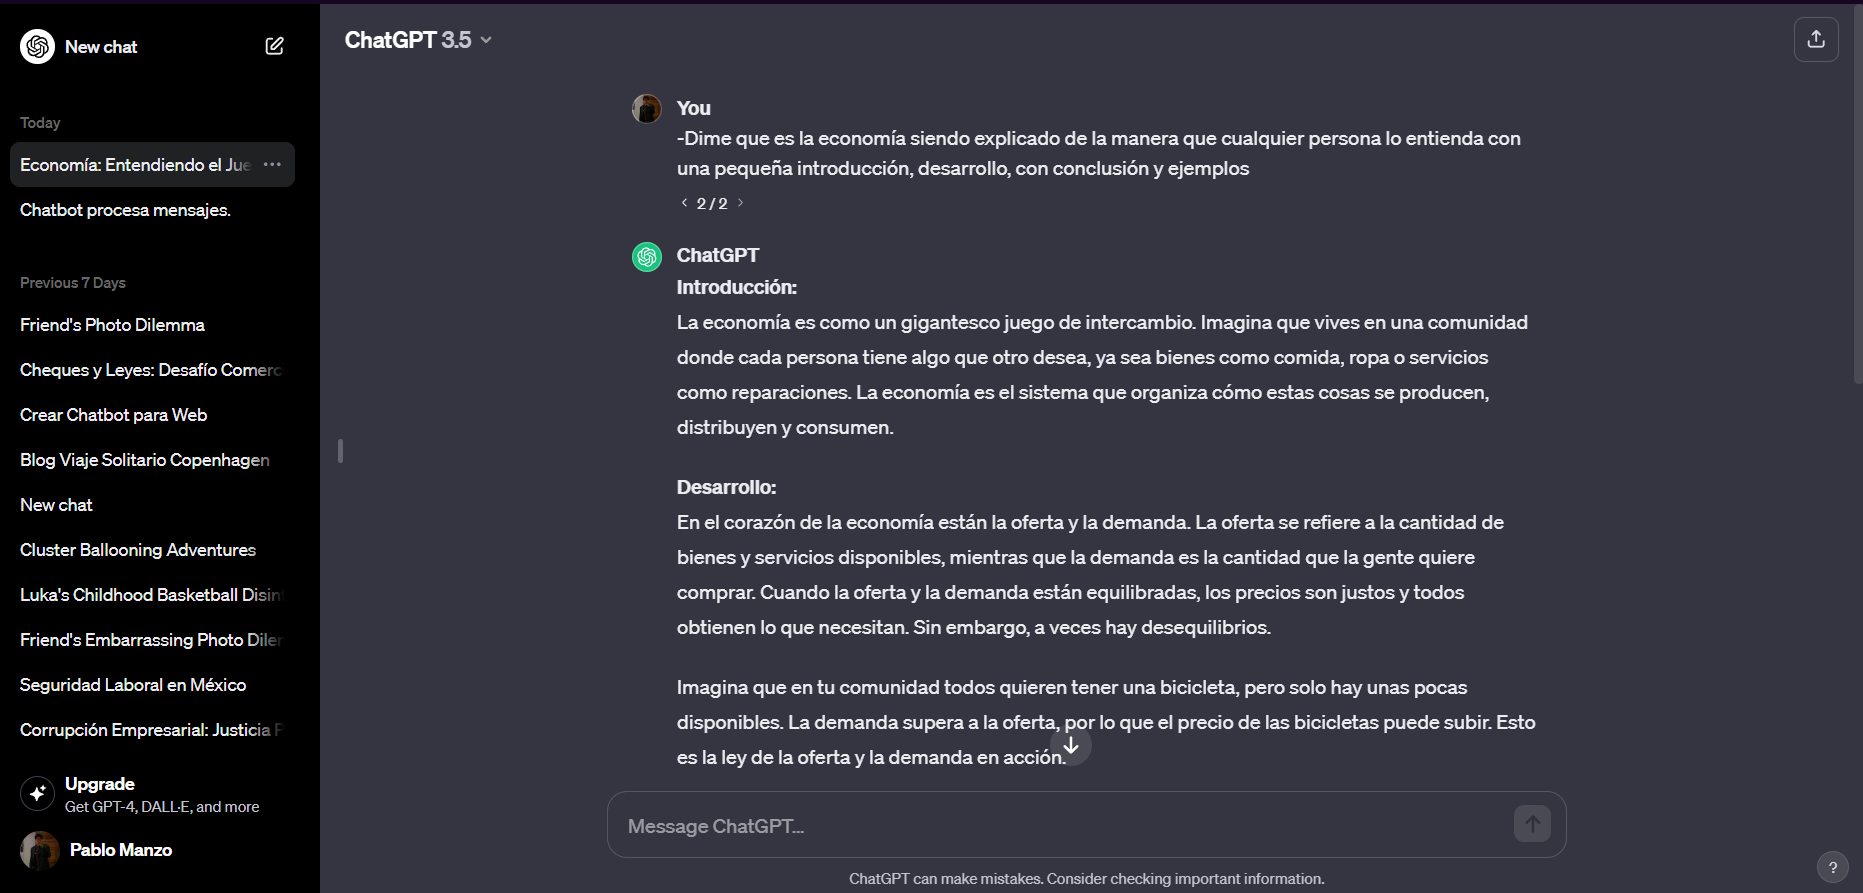 New chat
Today
Economía: Entendiendo el Jue
Chatbot procesa mensajes.
Previous 7 Days
Friend's Photo Dilemma
Cheques y Leyes: Desafío Comerc
Crear Chatbot para Web
Blog Viaje Solitario Copenhagen
New chat
Cluster Ballooning Adventures
Luka's Childhood Basketball Disin
Friend's Embarrassing Photo Diler
Seguridad Laboral en México
Corrupción Empresarial: Justicia P
Upgrade
Get GPT-4, DALL·E, and more
Pablo Manzo
ChatGPT 3.5
You
-Dime que es la economía siendo explicado de la manera que cualquier persona lo entienda con
una pequeña introducción, desarrollo, con conclusión y ejemplos
2 / 2
ChatGPT
Introducción:
La economía es como un gigantesco juego de intercambio. Imagina que vives en una comunidad
donde cada persona tiene algo que otro desea, ya sea bienes como comida, ropa o servicios
como reparaciones. La economía es el sistema que organiza cómo estas cosas se producen,
distribuyen y consumen.
Desarrollo:
En el corazón de la economía están la oferta y la demanda. La oferta se refiere a la cantidad de
bienes y servicios disponibles, mientras que la demanda es la cantidad que la gente quiere
comprar. Cuando la oferta y la demanda están equilibradas, los precios son justos y todos
obtienen lo que necesitan. Sin embargo, a veces hay desequilibrios.
Imagina que en tu comunidad todos quieren tener una bicicleta, pero solo hay unas pocas
disponibles. La demanda supera a la oferta, por lo que el precio de las bicicletas puede subir. Esto
es la ley de la oferta y la demanda en acción.
Message ChatGPT...
ChatGPT can make mistakes. Consider checking important information.
?